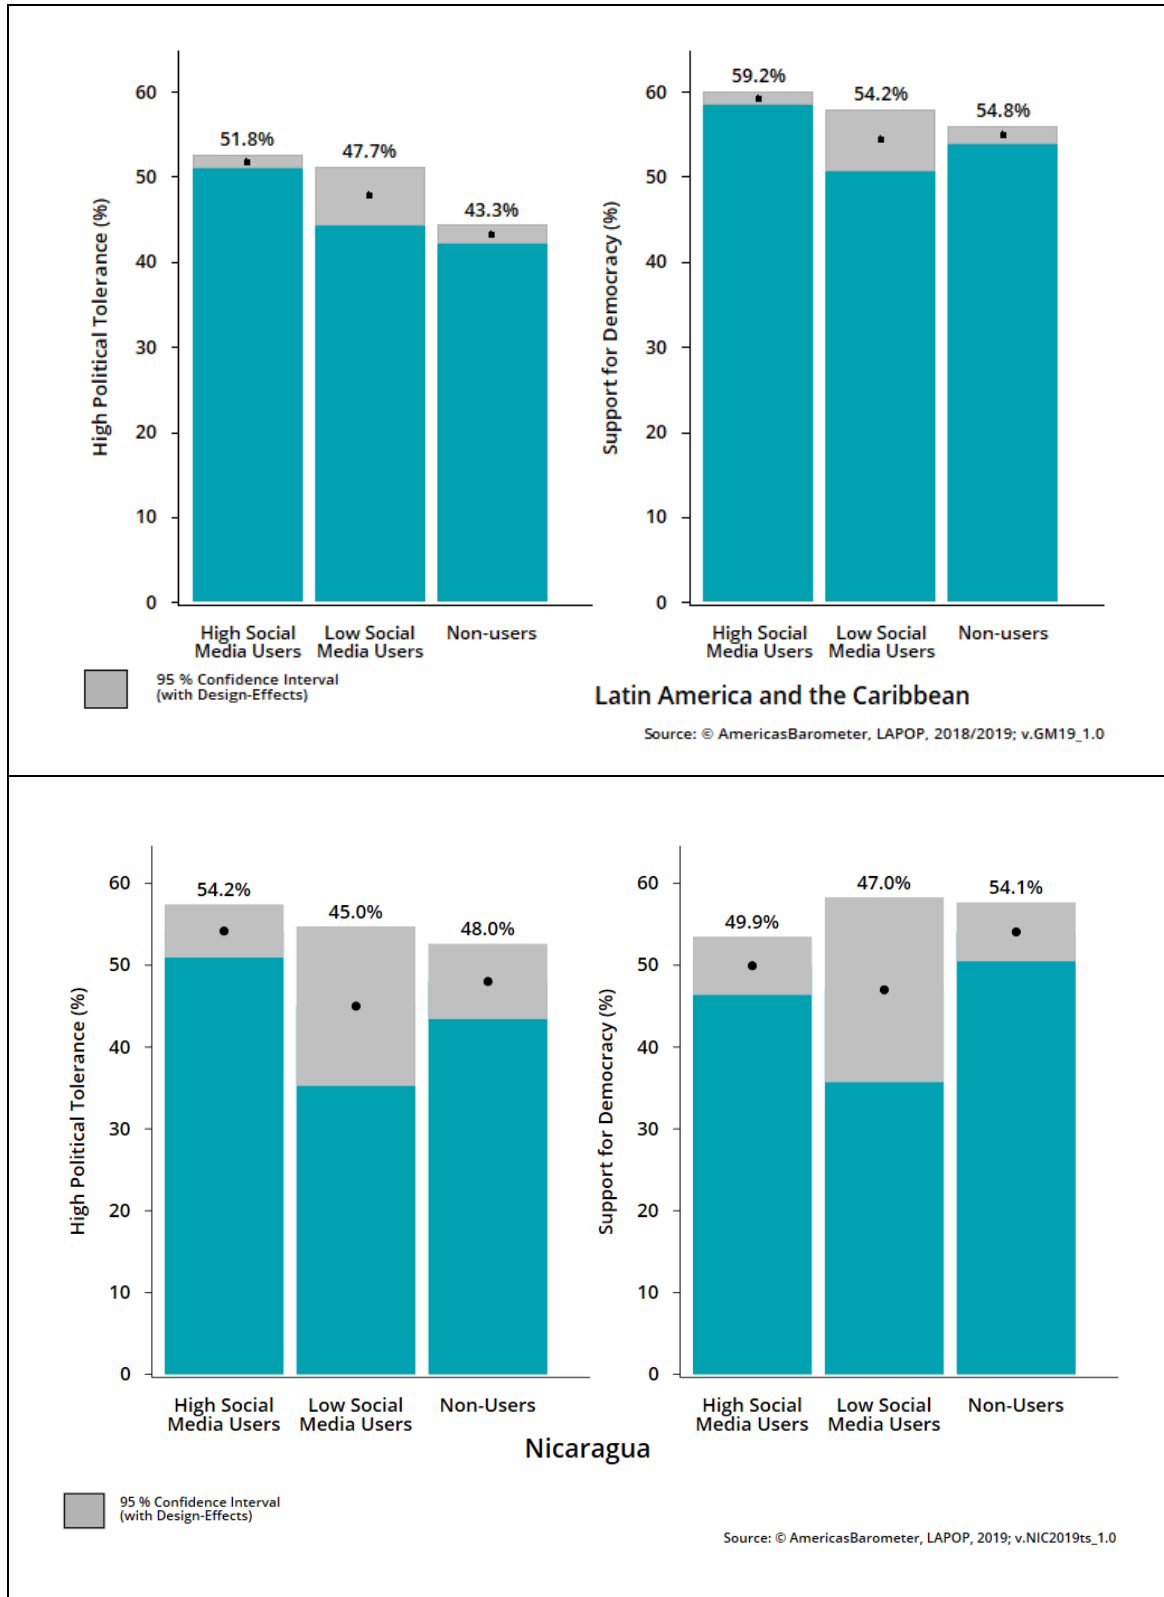 High Political Tolerance (%)
60
50
40
30
20
10
0
51.8%
47.7%
43.3%
High Social
Media Users
Low Social
Media Users
Non-users
Support for Democracy (%)
60
50
40
30
20
10
0
59.2%
54.2%
54.8%
High Social
Media Users
Low Social
Media Users
Non-users
95 % Confidence Interval
(with Design-Effects)
Latin America and the Caribbean
Source: © AmericasBarometer, LAPOP, 2018/2019; v.GM19_1.0
High Political Tolerance (%)
60
50
40
30
20
10
0
54.2%
45.0%
48.0%
High Social
Media Users
Low Social
Media Users
Non-Users
Support for Democracy (%)
60
50
40
30
20
10
0
49.9%
47.0%
54.1%
High Social
Media Users
Low Social
Media Users
Non-Users
Nicaragua
95 % Confidence Interval
(with Design-Effects)
Source: © AmericasBarometer, LAPOP, 2019; v.NIC2019ts_1.0